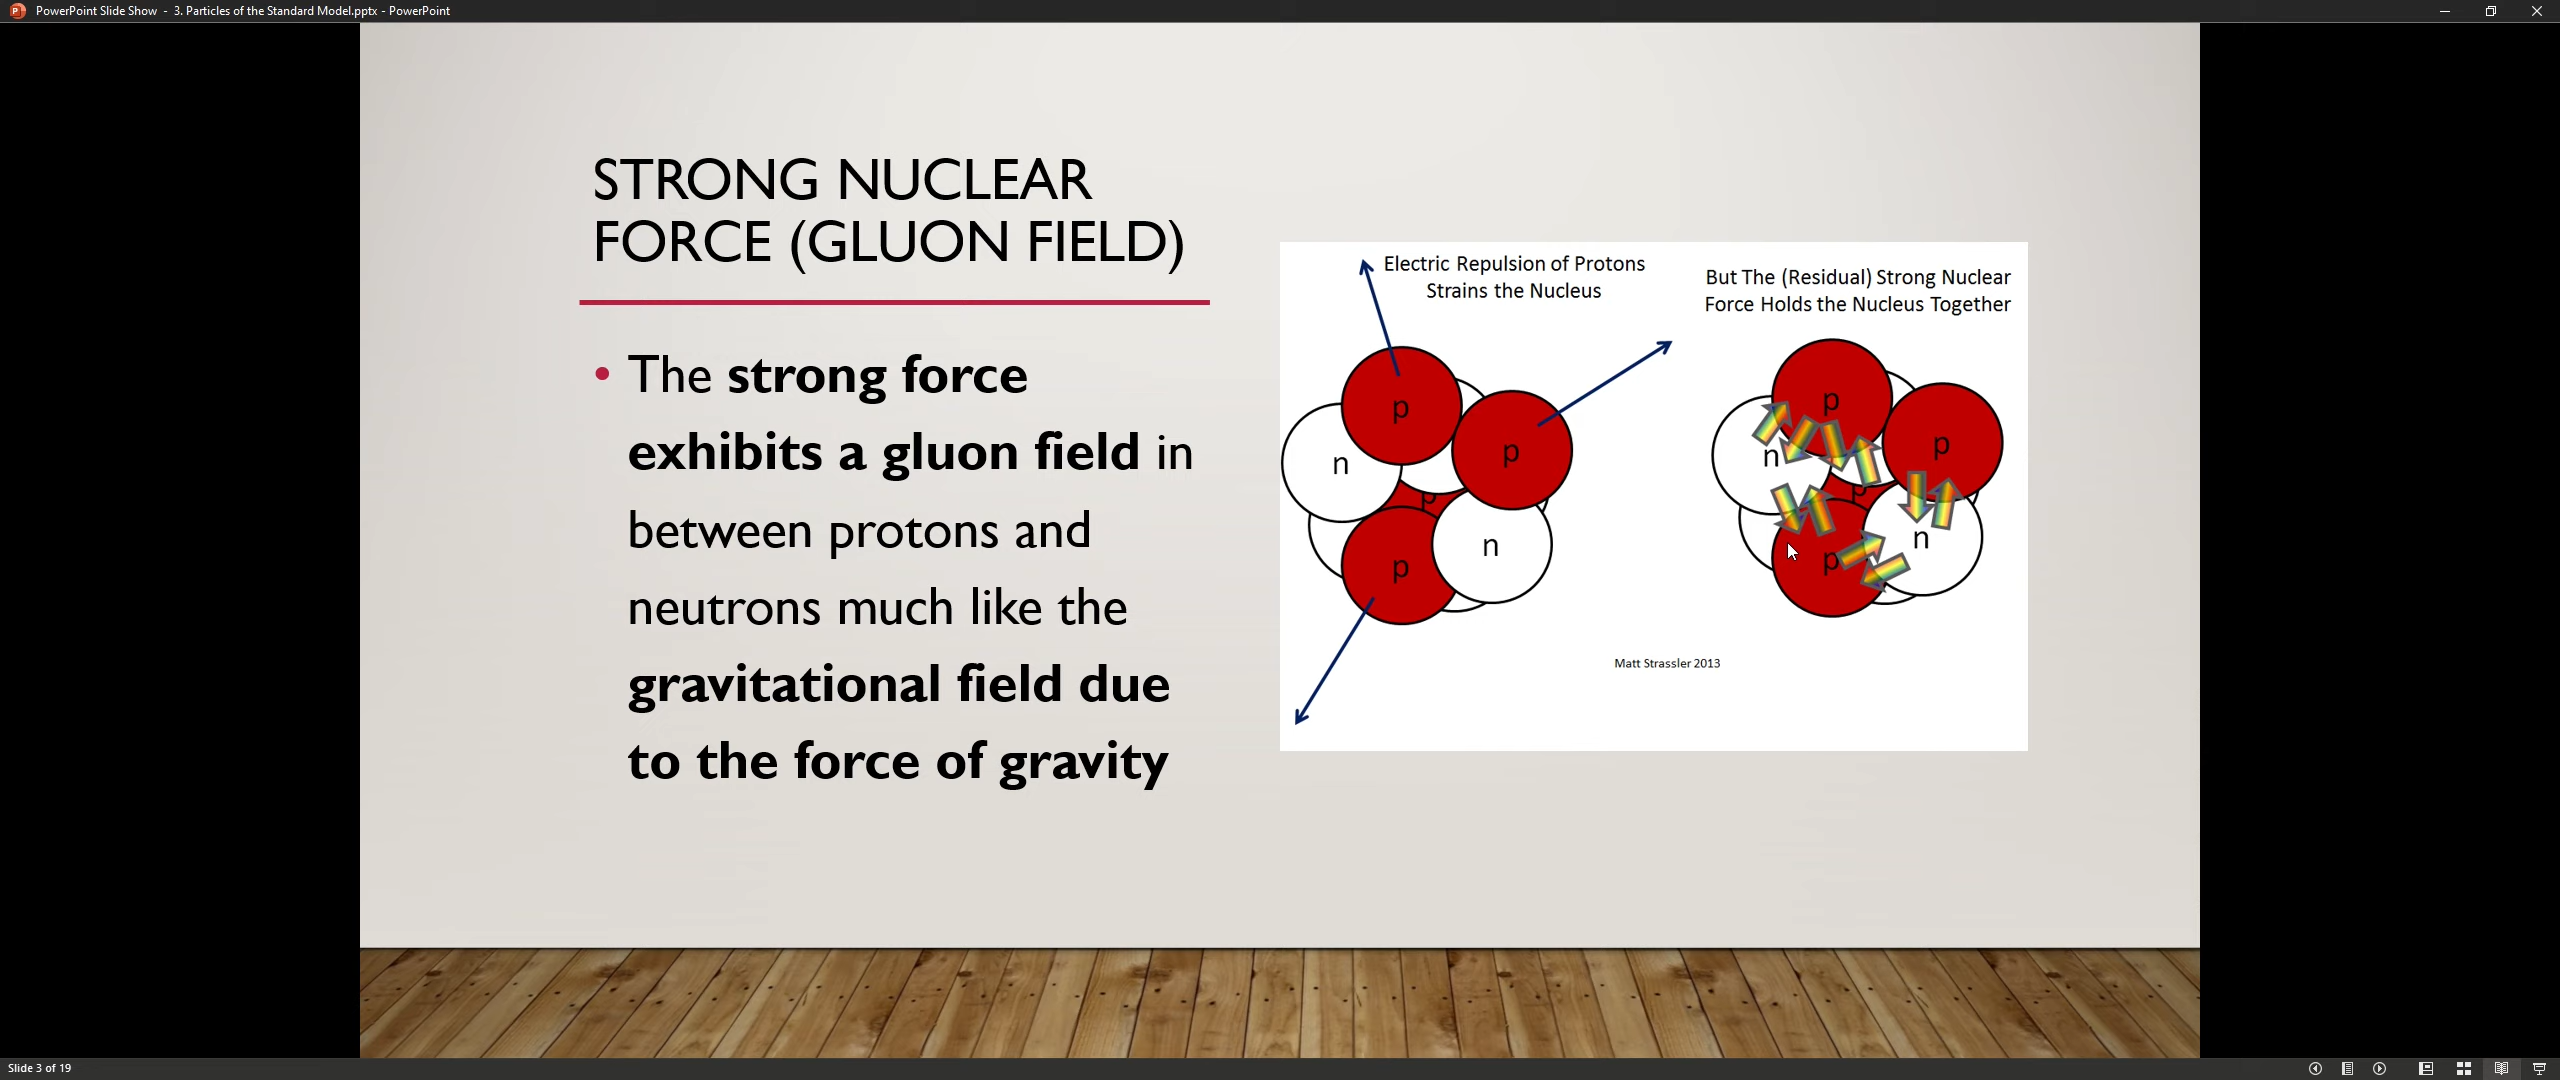 PowerPoint Slide Show - 3. Particles of the Standard Model.pptx - PowerPoint
STRONG NUCLEAR
FORCE (GLUON FIELD)
• The strong force
exhibits a gluon field in
between protons and
neutrons much like the
gravitational field due
to the force of gravity
Electric Repulsion of Protons
Strains the Nucleus
p
p
n
p
n
p
But The (Residual) Strong Nuclear
Force Holds the Nucleus Together
p
p
n
p
n
p
Matt Strassler 2013
Slide 3 of 19